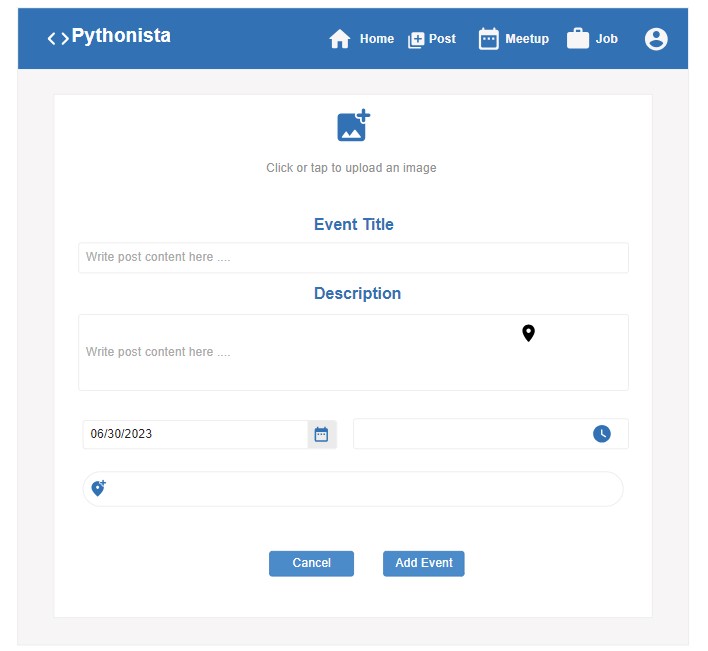 < >Pythonista Home Post Meetup Job
Click or tap to upload an image
Event Title
Write post content here ....
Description
Write post content here ....
06/30/2023
Cancel Add Event